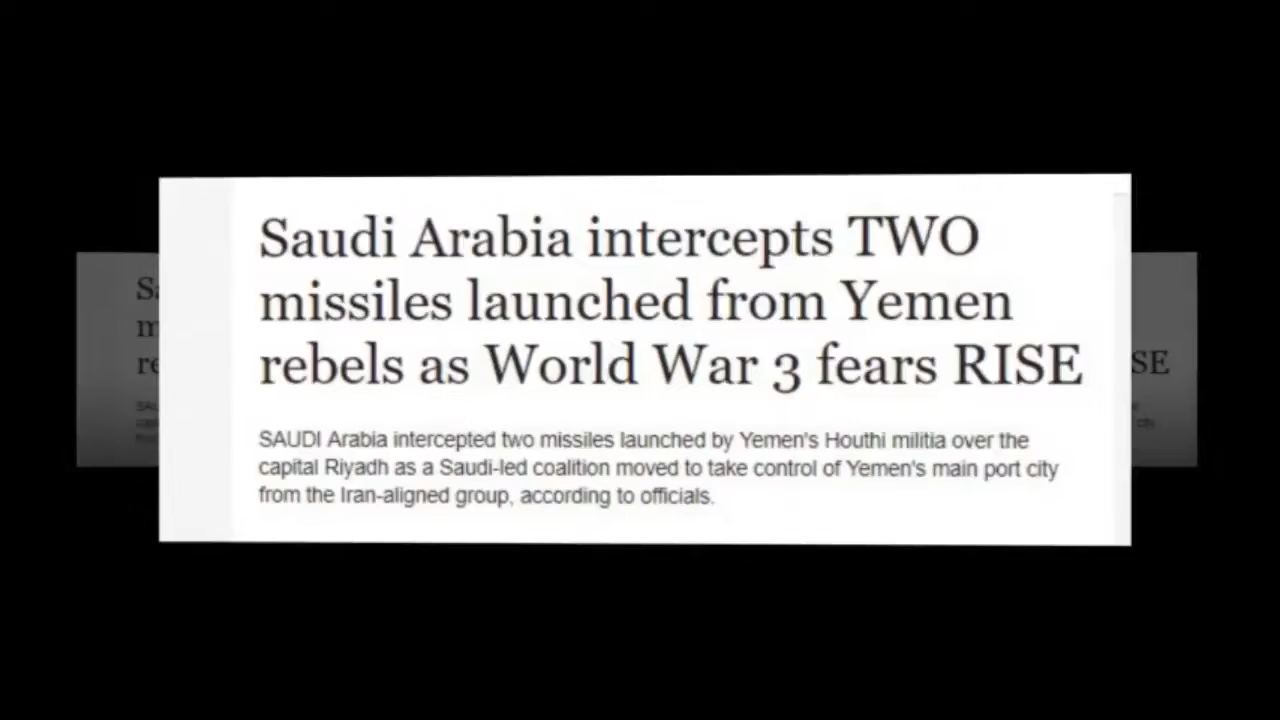 Saudi Arabia intercepts TWO
missiles launched from Yemen
rebels as World War 3 fears RISE
SAUDI Arabia intercepted two missiles launched by Yemen's Houthi militia over the
capital Riyadh as a Saudi-led coalition moved to take control of Yemen's main port city
from the Iran-aligned group, according to officials.